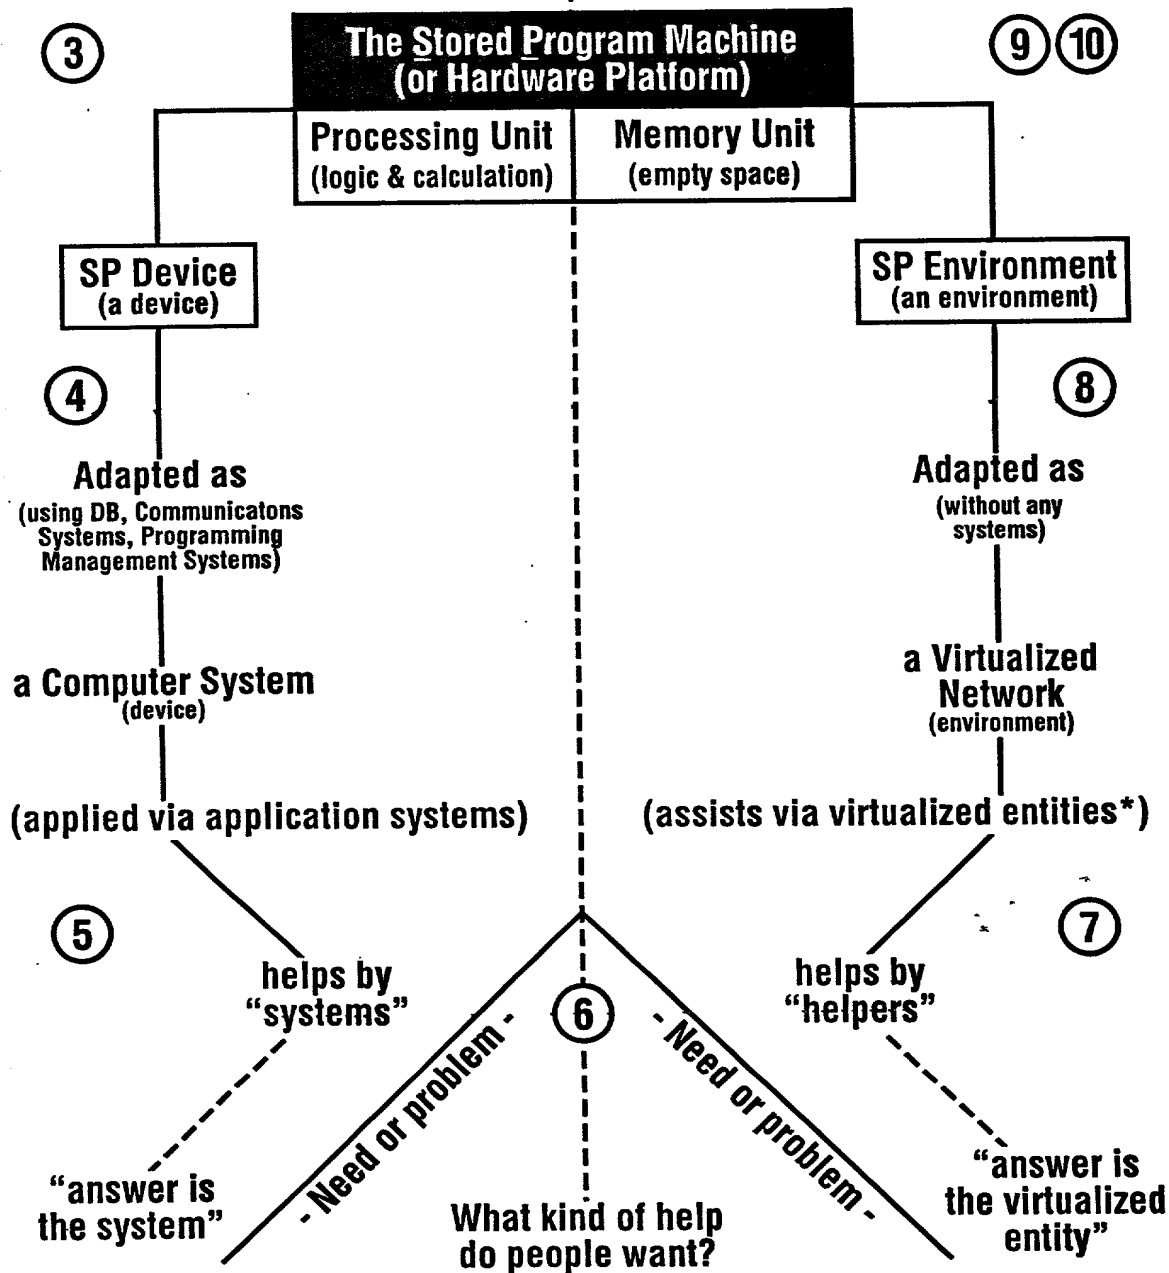 3
The Stored Program Machine
(or Hardware Platform)
9 10
Processing Unit
(logic & calculation)
Memory Unit
(empty space)
SP Device
(a device)
SP Environment
(an environment)
4
8
Adapted as
(using DB, Communicatons
Systems, Programming
Management Systems)
Adapted as
(without any
systems)
a Computer System
(device)
a Virtualized
Network
(environment)
(applied via application systems)
(assists via virtualized entities*)
5
7
helps by
“systems”
6
helps by
“helpers”
- Need or problem -
- Need or problem -
“answer is
the system”
What kind of help
do people want?
“answer is
the virtualized
entity”